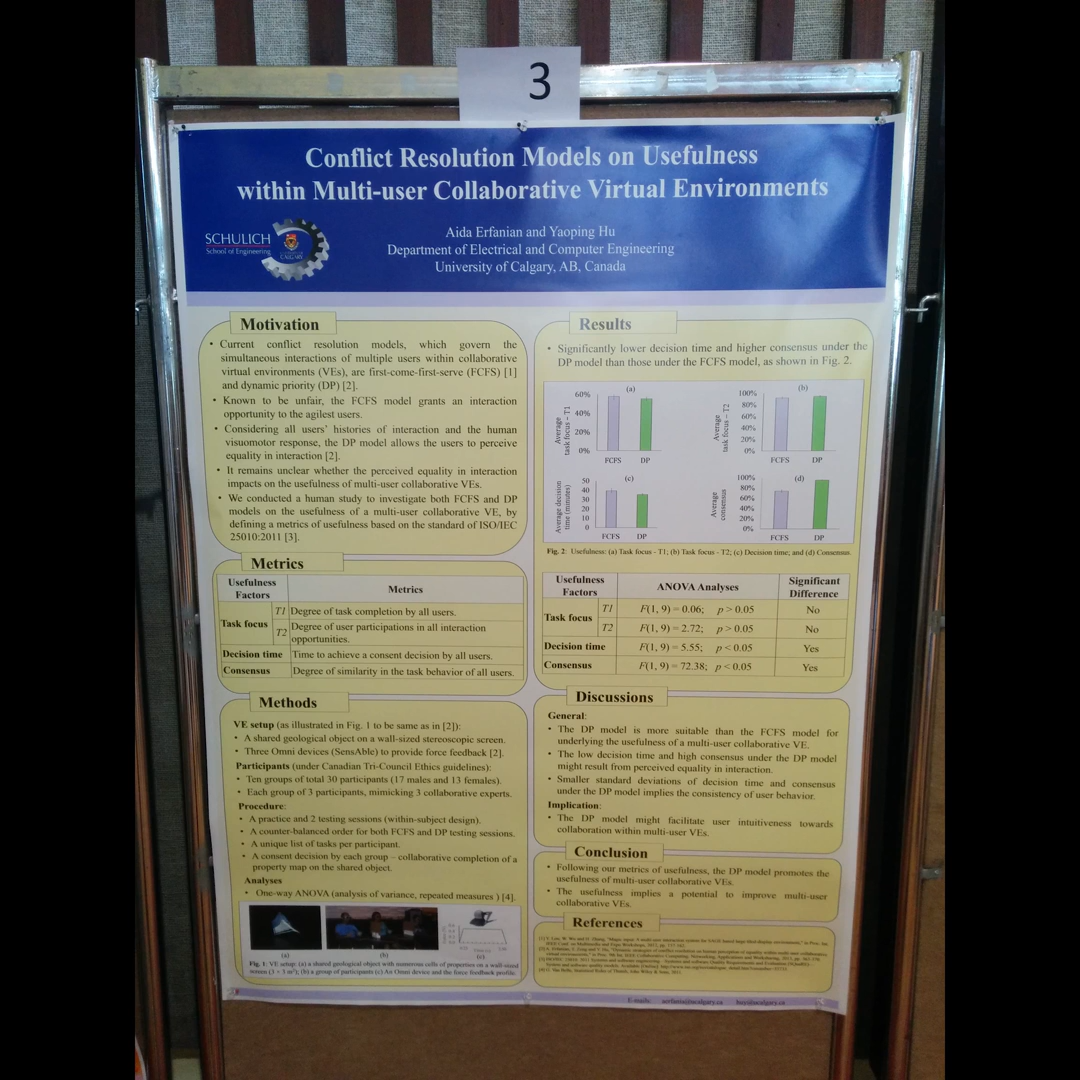 3
Conflict Resolution Models on Usefulness
within Multi-user Collaborative Virtual Environments
SCHULICH
School of Engineering
CALGARY
Aida Erfanian and Yaoping Hu
Department of Electrical and Computer Engineering
University of Calgary, AB, Canada
Motivation
• Current conflict resolution models, which govern the
simultaneous interactions of multiple users within collaborative
virtual environments (VEs), are first-come-first-serve (FCFS) [1]
and dynamic priority (DP) [2].
• Known to be unfair, the FCFS model grants an interaction
opportunity to the agilest users.
• Considering all users' histories of interaction and the human
visuomotor response, the DP model allows the users to perceive
equality in interaction [2].
• It remains unclear whether the perceived equality in interaction
impacts on the usefulness of multi-user collaborative VEs.
• We conducted a human study to investigate both FCFS and DP
models on the usefulness of a multi-user collaborative VE, by
defining a metrics of usefulness based on the standard of ISO/IEC
25010:2011 [3].
Metrics
Usefulness
Factors
Metrics
Task focus
T1 Degree of task completion by all users.
T2 Degree of user participations in all interaction
opportunities.
Decision time Time to achieve a consent decision by all users.
Consensus Degree of similarity in the task behavior of all users.
Methods
VE setup (as illustrated in Fig. 1 to be same as in [2]):
• A shared geological object on a wall-sized stereoscopic screen.
• Three Omni devices (SensAble) to provide force feedback [2].
Participants (under Canadian Tri-Council Ethics guidelines):
• Ten groups of total 30 participants (17 males and 13 females).
• Each group of 3 participants, mimicking 3 collaborative experts.
Procedure:
• A practice and 2 testing sessions (within-subject design).
• A counter-balanced order for both FCFS and DP testing sessions.
• A unique list of tasks per participant.
• A consent decision by each group – collaborative completion of a
property map on the shared object.
Analyses
• One-way ANOVA (analysis of variance, repeated measures ) [4].
(a) (b) (c)
Fig. 1: VE setup: (a) a shared geological object with numerous cells of properties on a wall-sized
screen (3 × 3 m²); (b) a group of participants (c) An Omni device and the force feedback profile.
Results
• Significantly lower decision time and higher consensus under the
DP model than those under the FCFS model, as shown in Fig. 2.
(a)
Average
task focus – T1
60%
40%
20%
0%
FCFS DP
(b)
Average
task focus – T2
100%
80%
60%
40%
20%
0%
FCFS DP
(c)
Average decision
time (minutes)
50
40
30
20
10
0
FCFS DP
(d)
Average
consensus
100%
80%
60%
40%
20%
0%
FCFS DP
Fig. 2: Usefulness: (a) Task focus - T1; (b) Task focus - T2; (c) Decision time; and (d) Consensus.
Usefulness
Factors
ANOVA Analyses
Significant
Difference
Task focus
T1 F(1, 9) = 0.06; p > 0.05 No
T2 F(1, 9) = 2.72; p > 0.05 No
Decision time F(1, 9) = 5.55; p < 0.05 Yes
Consensus F(1, 9) = 72.38; p < 0.05 Yes
Discussions
General:
• The DP model is more suitable than the FCFS model for
underlying the usefulness of a multi-user collaborative VE.
• The low decision time and high consensus under the DP model
might result from perceived equality in interaction.
• Smaller standard deviations of decision time and consensus
under the DP model implies the consistency of user behavior.
Implication:
• The DP model might facilitate user intuitiveness towards
collaboration within multi-user VEs.
Conclusion
• Following our metrics of usefulness, the DP model promotes the
usefulness of multi-user collaborative VEs.
• The usefulness implies a potential to improve multi-user
collaborative VEs.
References
E-mails: aerfania@ucalgary.ca huy@ucalgary.ca